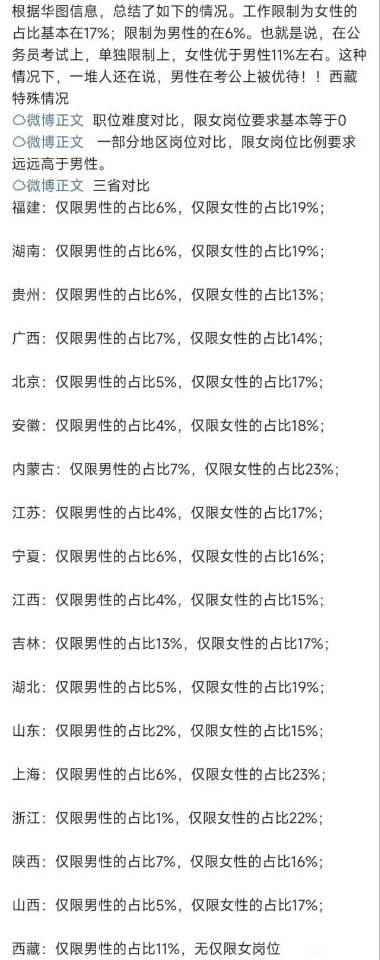 根据华图信息，总结了如下的情况。工作限制为女性的
占比基本在17%；限制为男性的在6%。也就是说，在公
务员考试上，单独限制上，女性优于男性11%左右。这种
情况下，一堆人还在说，男性在考公上被优待！！西藏
特殊情况
微博正文 职位难度对比，限女岗位要求基本等于0
微博正文 一部分地区岗位对比，限女岗位比例要求
远远高于男性。
微博正文 三省对比
福建：仅限男性的占比6%，仅限女性的占比19%；
湖南：仅限男性的占比6%，仅限女性的占比19%；
贵州：仅限男性的占比6%，仅限女性的占比13%；
广西：仅限男性的占比7%，仅限女性的占比14%；
北京：仅限男性的占比5%，仅限女性的占比17%；
安徽：仅限男性的占比4%，仅限女性的占比18%；
内蒙古：仅限男性的占比7%，仅限女性的占比23%；
江苏：仅限男性的占比4%，仅限女性的占比17%；
宁夏：仅限男性的占比6%，仅限女性的占比16%；
江西：仅限男性的占比4%，仅限女性的占比15%；
吉林：仅限男性的占比13%，仅限女性的占比17%；
湖北：仅限男性的占比5%，仅限女性的占比19%；
山东：仅限男性的占比2%，仅限女性的占比15%；
上海：仅限男性的占比6%，仅限女性的占比23%；
浙江：仅限男性的占比1%，仅限女性的占比22%；
陕西：仅限男性的占比7%，仅限女性的占比16%；
山西：仅限男性的占比5%，仅限女性的占比17%；
西藏：仅限男性的占比11%，无仅限女岗位